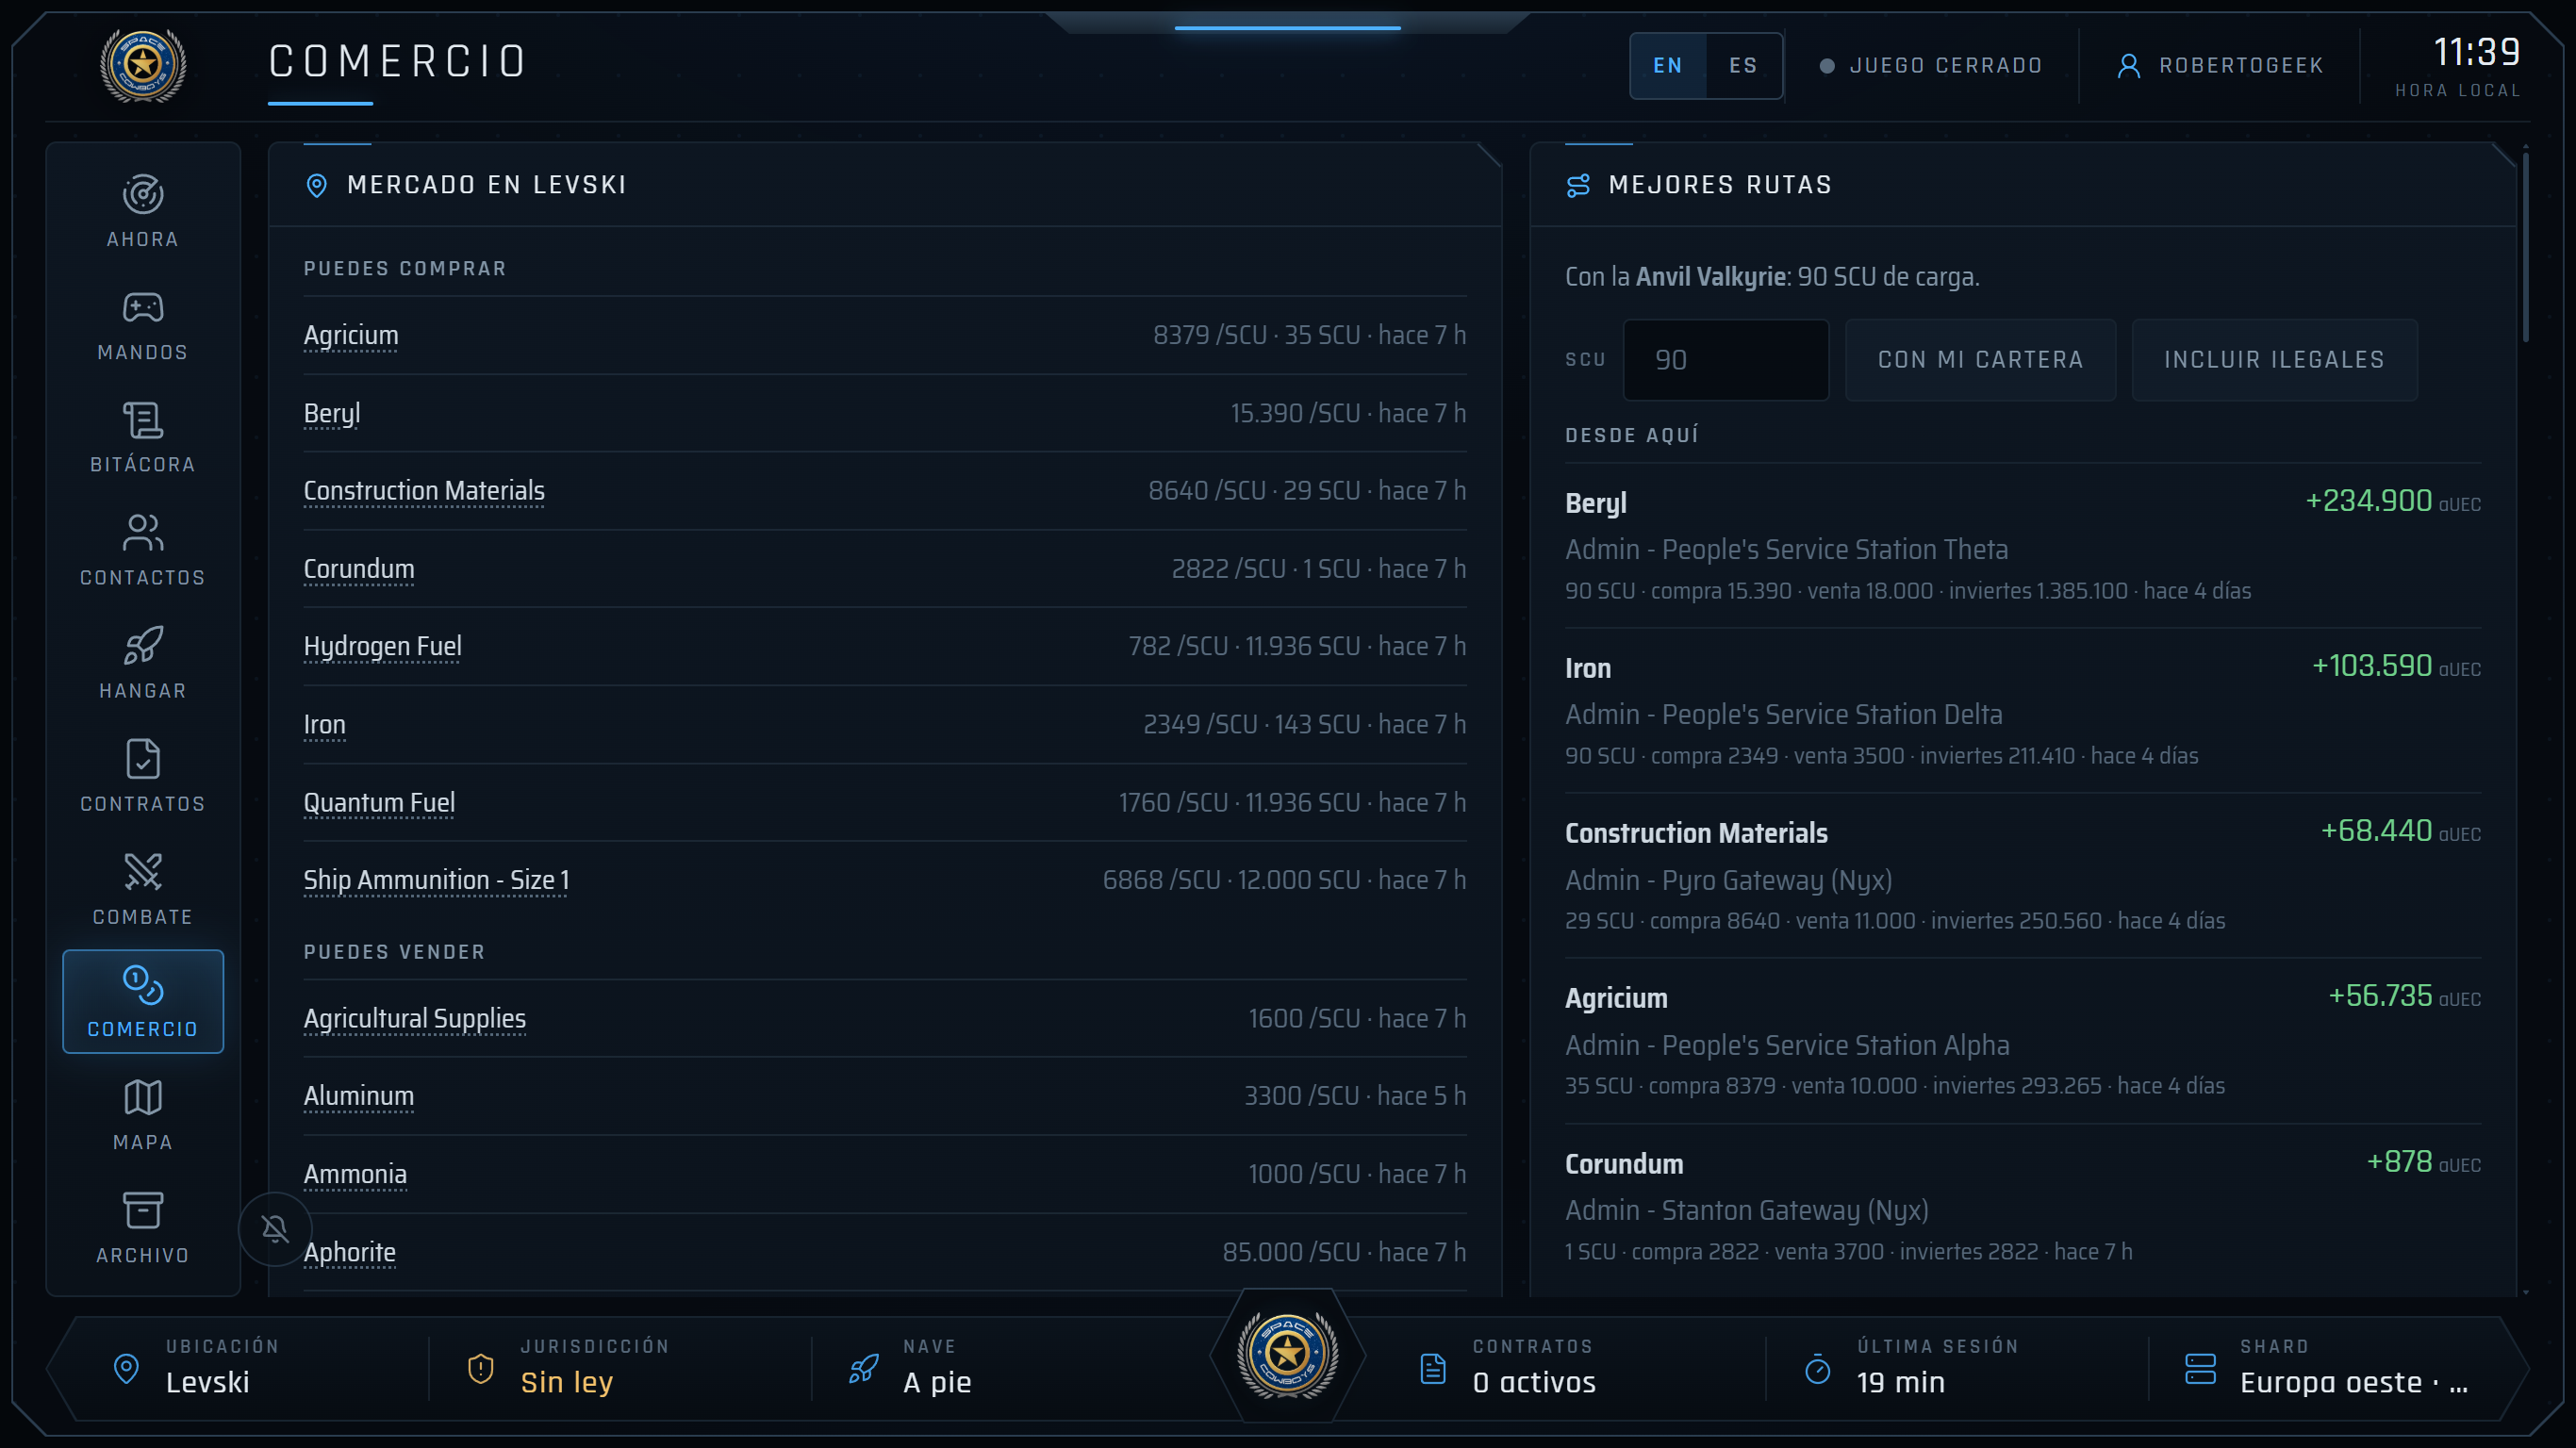 SPACE COWBOYS
COMERCIO
EN ES
JUEGO CERRADO
ROBERTOGEEK
11:39
HORA LOCAL
AHORA
MANDOS
BITÁCORA
CONTACTOS
HANGAR
CONTRATOS
COMBATE
COMERCIO
MAPA
ARCHIVO
MERCADO EN LEVSKI
PUEDES COMPRAR
Agricium 8379 /SCU · 35 SCU · hace 7 h
Beryl 15.390 /SCU · hace 7 h
Construction Materials 8640 /SCU · 29 SCU · hace 7 h
Corundum 2822 /SCU · 1 SCU · hace 7 h
Hydrogen Fuel 782 /SCU · 11.936 SCU · hace 7 h
Iron 2349 /SCU · 143 SCU · hace 7 h
Quantum Fuel 1760 /SCU · 11.936 SCU · hace 7 h
Ship Ammunition - Size 1 6868 /SCU · 12.000 SCU · hace 7 h
PUEDES VENDER
Agricultural Supplies 1600 /SCU · hace 7 h
Aluminum 3300 /SCU · hace 5 h
Ammonia 1000 /SCU · hace 7 h
Aphorite 85.000 /SCU · hace 7 h
MEJORES RUTAS
Con la Anvil Valkyrie: 90 SCU de carga.
SCU 90 CON MI CARTERA INCLUIR ILEGALES
DESDE AQUÍ
Beryl +234.900 aUEC
Admin - People's Service Station Theta
90 SCU · compra 15.390 · venta 18.000 · inviertes 1.385.100 · hace 4 días
Iron +103.590 aUEC
Admin - People's Service Station Delta
90 SCU · compra 2349 · venta 3500 · inviertes 211.410 · hace 4 días
Construction Materials +68.440 aUEC
Admin - Pyro Gateway (Nyx)
29 SCU · compra 8640 · venta 11.000 · inviertes 250.560 · hace 4 días
Agricium +56.735 aUEC
Admin - People's Service Station Alpha
35 SCU · compra 8379 · venta 10.000 · inviertes 293.265 · hace 4 días
Corundum +878 aUEC
Admin - Stanton Gateway (Nyx)
1 SCU · compra 2822 · venta 3700 · inviertes 2822 · hace 7 h
UBICACIÓN
Levski
JURISDICCIÓN
Sin ley
NAVE
A pie
SPACE COWBOYS
CONTRATOS
0 activos
ÚLTIMA SESIÓN
19 min
SHARD
Europa oeste · ...